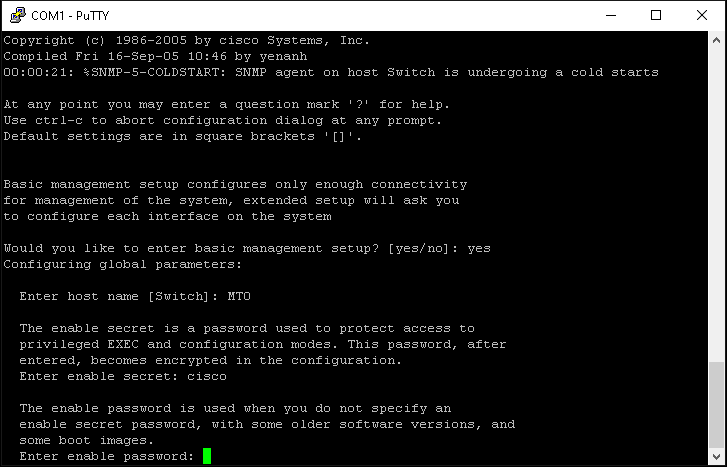 COM1 - PuTTY
Copyright (c) 1986-2005 by cisco Systems, Inc.
Compiled Fri 16-Sep-05 10:46 by yenanh
00:00:21: %SNMP-5-COLDSTART: SNMP agent on host Switch is undergoing a cold starts
At any point you may enter a question mark '?' for help.
Use ctrl-c to abort configuration dialog at any prompt.
Default settings are in square brackets '[]'.
Basic management setup configures only enough connectivity
for management of the system, extended setup will ask you
to configure each interface on the system
Would you like to enter basic management setup? [yes/no]: yes
Configuring global parameters:
Enter host name [Switch]: MTO
The enable secret is a password used to protect access to
privileged EXEC and configuration modes. This password, after
entered, becomes encrypted in the configuration.
Enter enable secret: cisco
The enable password is used when you do not specify an
enable secret password, with some older software versions, and
some boot images.
Enter enable password: